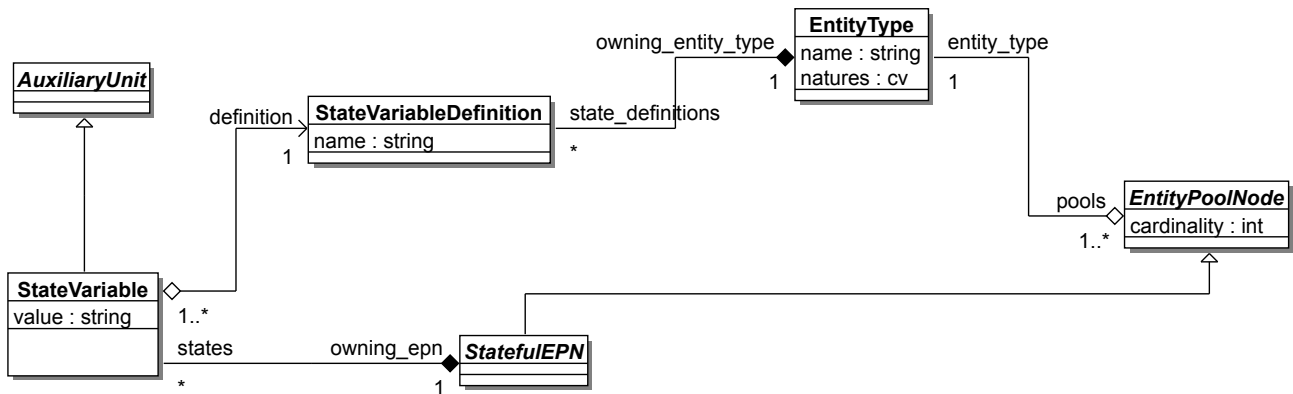 EntityType
owning_entity_type
name : string
entity_type
natures : cv
1
1
AuxiliaryUnit
definition
StateVariableDefinition
state_definitions
name : string
1
*
pools
EntityPoolNode
cardinality : int
1..*
StateVariable
value : string
1..*
states
owning_epn
StatefulEPN
*
1